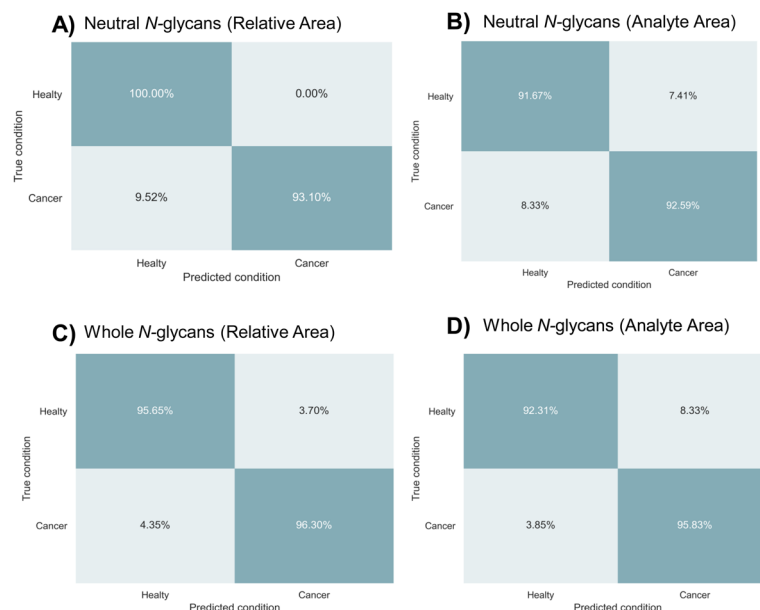 A) Neutral N-glycans (Relative Area)
True condition
Healty
100.00% 0.00%
Cancer
9.52% 93.10%
Healty Cancer
Predicted condition
B) Neutral N-glycans (Analyte Area)
True condition
Healty
91.67% 7.41%
Cancer
8.33% 92.59%
Healty Cancer
Predicted condition
C) Whole N-glycans (Relative Area)
True condition
Healty
95.65% 3.70%
Cancer
4.35% 96.30%
Healty Cancer
Predicted condition
D) Whole N-glycans (Analyte Area)
True condition
Healty
92.31% 8.33%
Cancer
3.85% 95.83%
Healty Cancer
Predicted condition